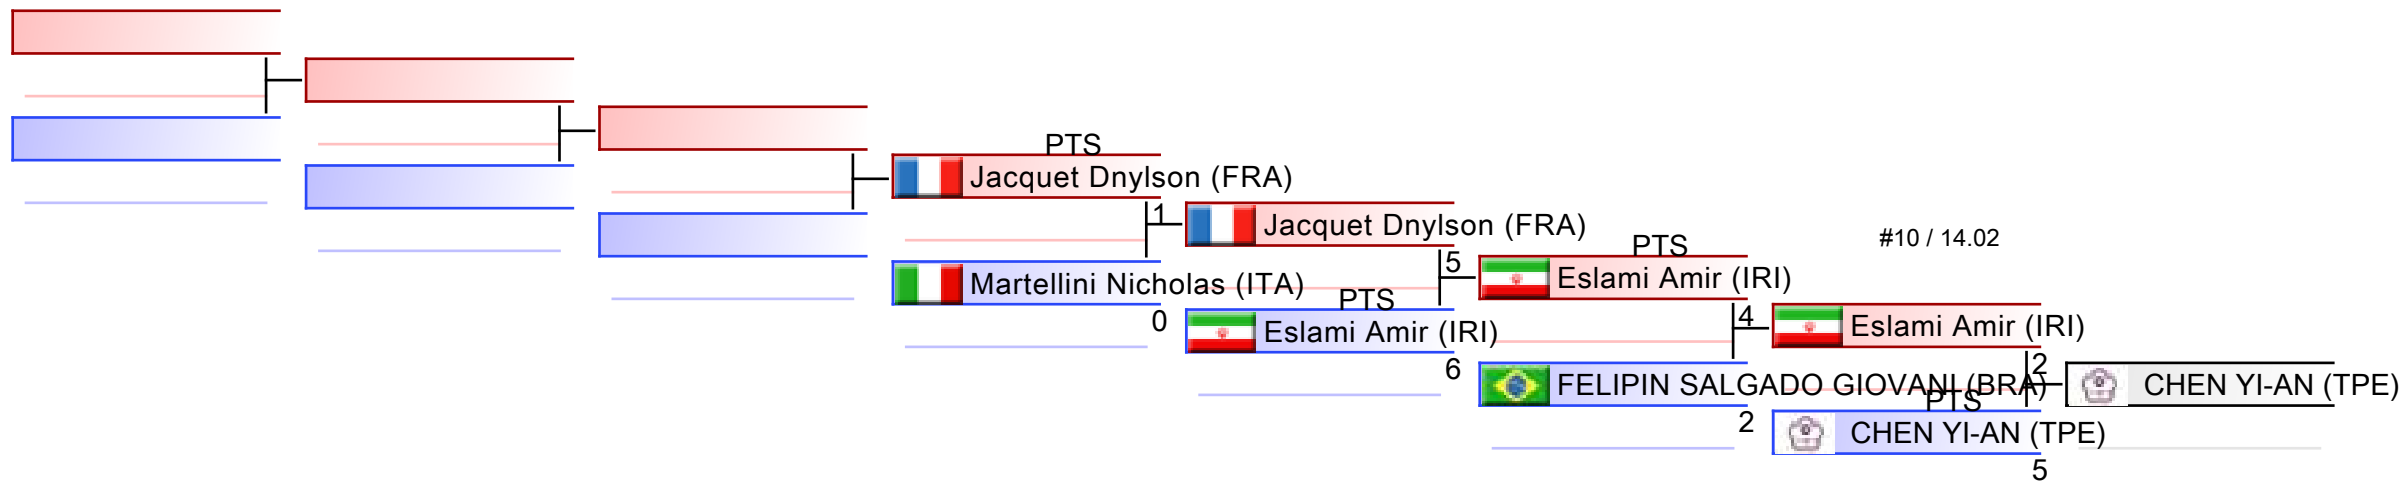 PTS
Jacquet Dnylson (FRA)
1
Martellini Nicholas (ITA)
0
Jacquet Dnylson (FRA)
5
PTS
Eslami Amir (IRI)
6
PTS
Eslami Amir (IRI)
4
FELIPIN SALGADO GIOVANI (BRA)
2
#10 / 14.02
Eslami Amir (IRI)
2
PTS
CHEN YI-AN (TPE)
5
CHEN YI-AN (TPE)